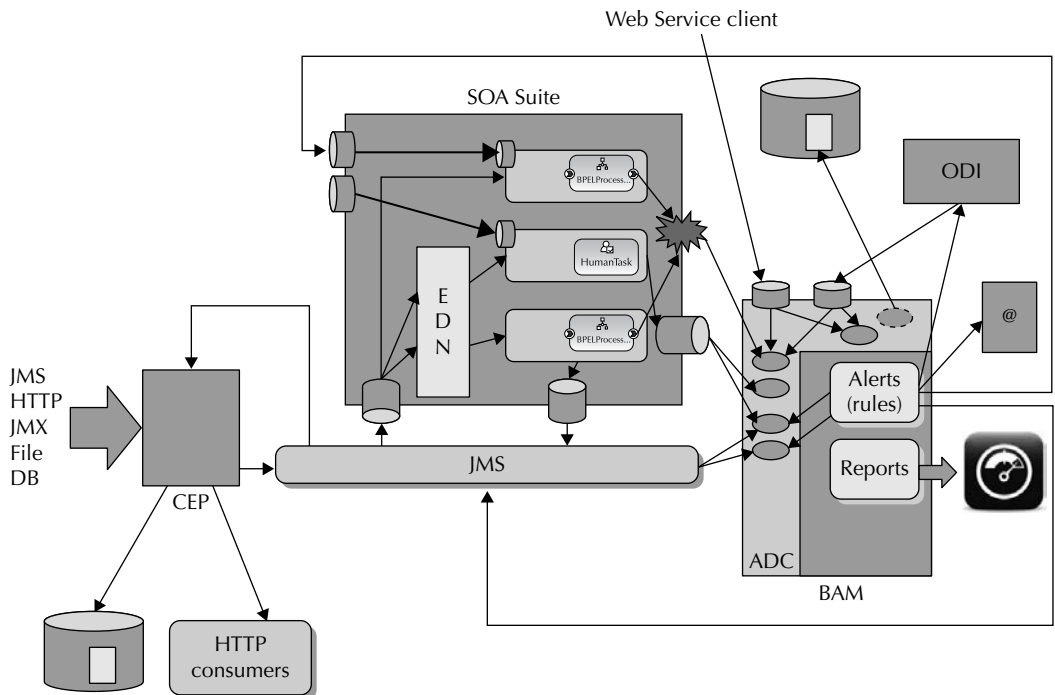 Web Service client
SOA Suite
BPELProcess...
ODI
HumanTask
E
D
N
@
BPELProcess...
JMS
HTTP
JMX
File
DB
Alerts
(rules)
JMS
Reports
CEP
ADC
BAM
HTTP
consumers